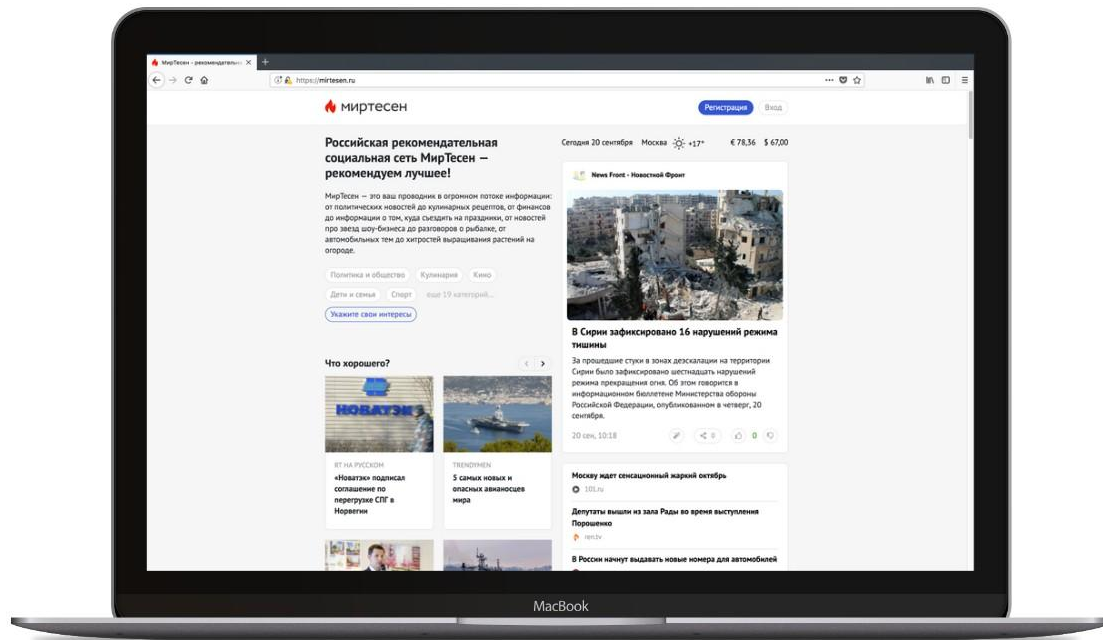 МирТесен - рекомендательн
https://mirtesen.ru
миртесен
Регистрация
Вход
Российская рекомендательная
социальная сеть МирТесен —
рекомендуем лучшее!
МирТесен — это ваш проводник в огромном потоке информации:
от политических новостей до кулинарных рецептов, от финансов
до информации о том, куда съездить на праздники, от новостей
про звезд шоу-бизнеса до разговоров о рыбалке, от
автомобильных тем до хитростей выращивания растений на
огороде.
Политика и общество Кулинария Кино
Дети и семья Спорт еще 19 категорий...
Укажите свои интересы
Что хорошего?
НОВАТЭК
RT НА РУССКОМ
«Новатэк» подписал
соглашение по
перегрузке СПГ в
Норвегии
TRENDYMEN
5 самых новых и
опасных авианосцев
мира
Сегодня 20 сентября Москва +17° € 78,36 $ 67,00
News Front - Новостной Фронт
В Сирии зафиксировано 16 нарушений режима
тишины
За прошедшие стуки в зонах деэскалации на территории
Сирии было зафиксировано шестнадцать нарушений
режима прекращения огня. Об этом говорится в
информационном бюллетене Министерства обороны
Российской Федерации, опубликованном в четверг, 20
сентября.
20 сен, 10:18 0 0
Москву ждет сенсационный жаркий октябрь
101.ru
Депутаты вышли из зала Рады во время выступления
Порошенко
ren.tv
В России начнут выдавать новые номера для автомобилей
MacBook